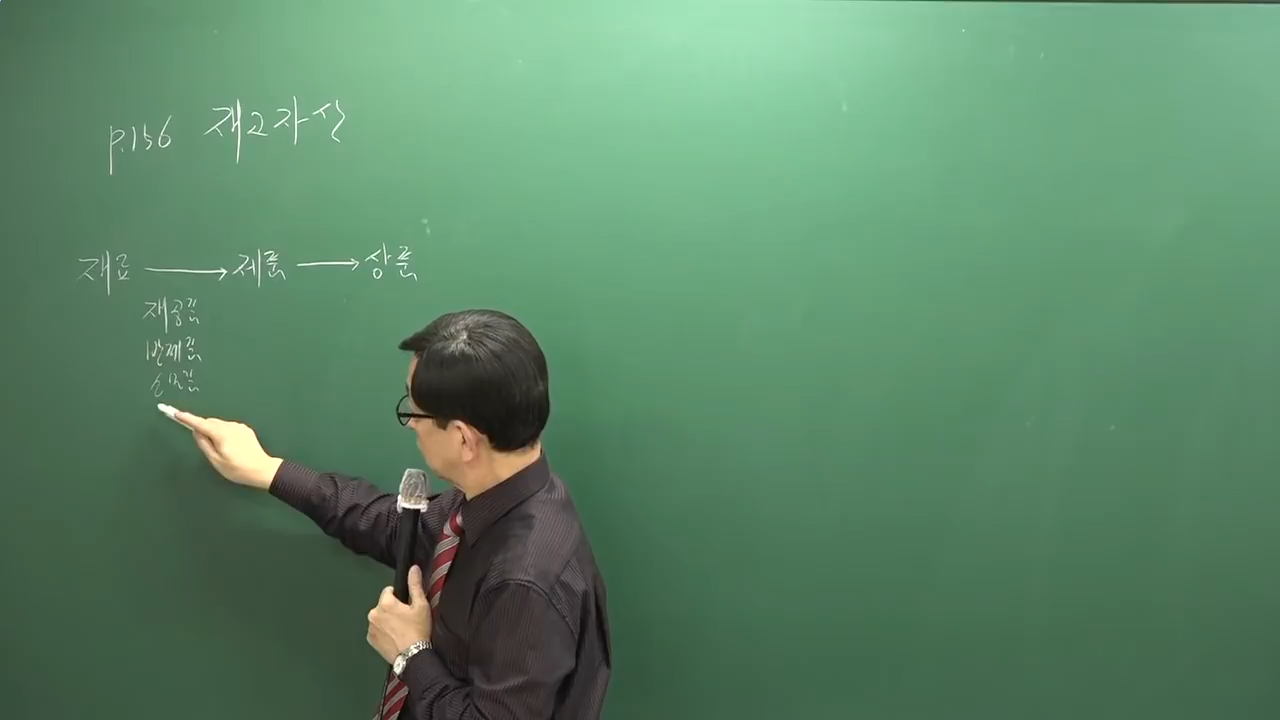 p.156 재고자산
재료 → 제품 → 상품
재공품
반제품
소모품